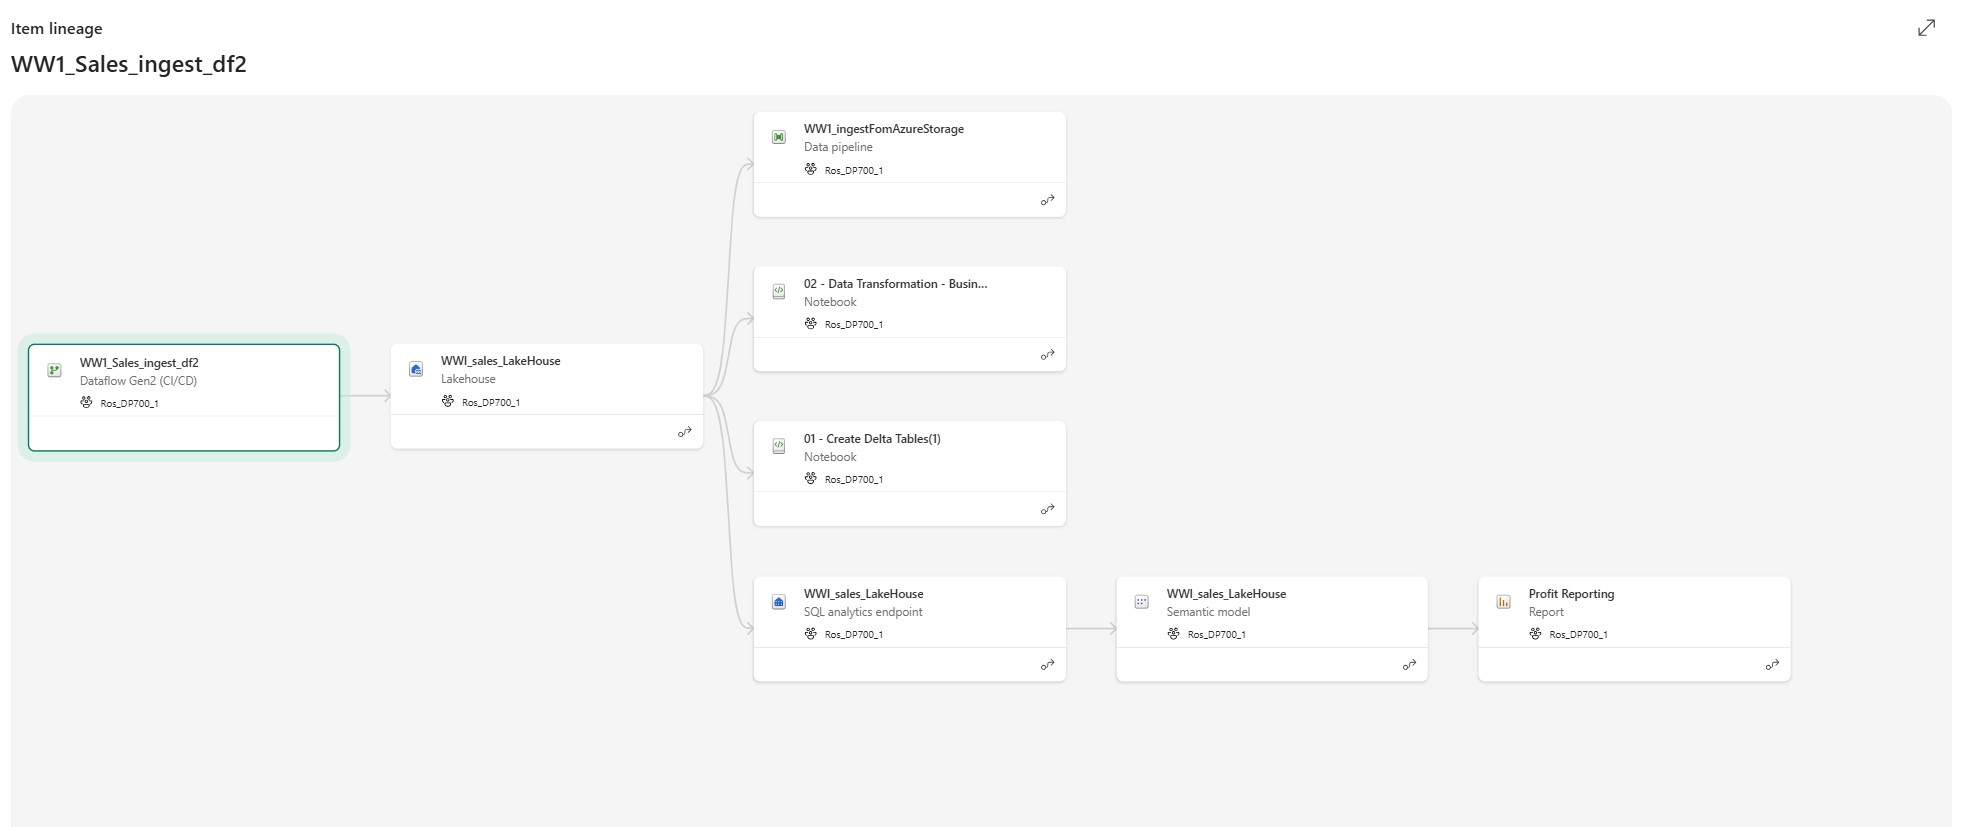 Item lineage
WW1_Sales_ingest_df2
WW1_ingestFomAzureStorage
Data pipeline
Ros_DP700_1
02 - Data Transformation - Busin...
Notebook
Ros_DP700_1
WW1_Sales_ingest_df2
Dataflow Gen2 (CI/CD)
Ros_DP700_1
WWI_sales_LakeHouse
Lakehouse
Ros_DP700_1
01 - Create Delta Tables(1)
Notebook
Ros_DP700_1
WWI_sales_LakeHouse
SQL analytics endpoint
Ros_DP700_1
WWI_sales_LakeHouse
Semantic model
Ros_DP700_1
Profit Reporting
Report
Ros_DP700_1